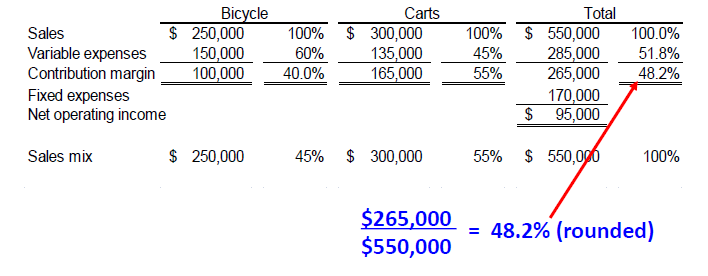 Bicycle Carts Total
Sales $ 250,000 100% $ 300,000 100% $ 550,000 100.0%
Variable expenses 150,000 60% 135,000 45% 285,000 51.8%
Contribution margin 100,000 40.0% 165,000 55% 265,000 48.2%
Fixed expenses 170,000
Net operating income $ 95,000
Sales mix $ 250,000 45% $ 300,000 55% $ 550,000 100%
$265,000
= 48.2% (rounded)
$550,000